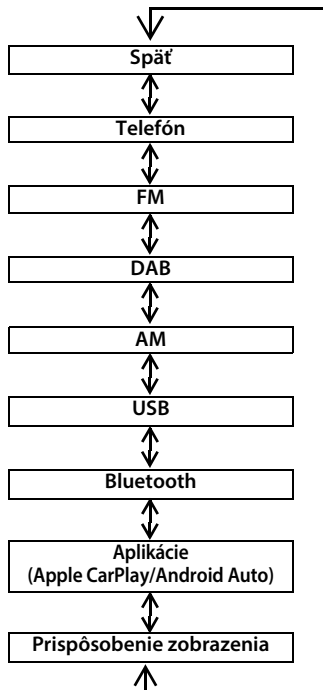 Späť
Telefón
FM
DAB
AM
USB
Bluetooth
Aplikácie
(Apple CarPlay/Android Auto)
Prispôsobenie zobrazenia